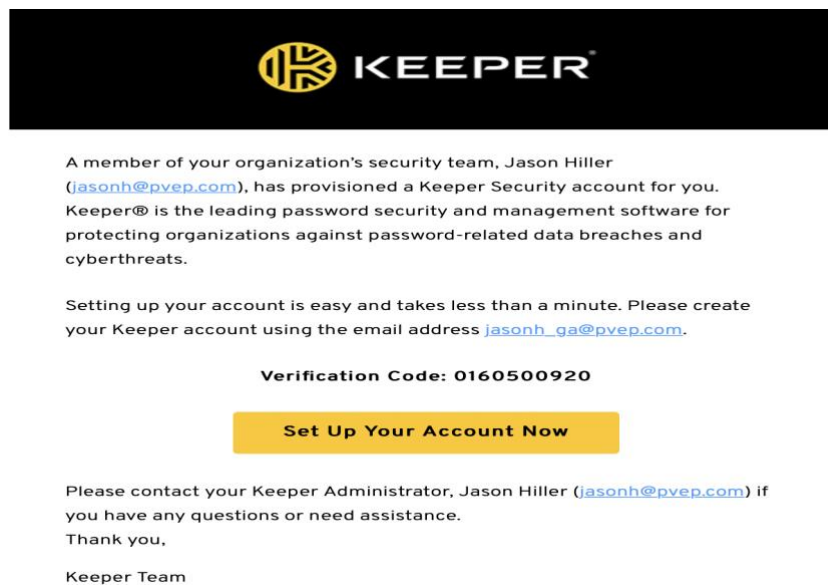 KEEPER®
A member of your organization's security team, Jason Hiller
(jasonh@pvep.com), has provisioned a Keeper Security account for you.
Keeper® is the leading password security and management software for
protecting organizations against password-related data breaches and
cyberthreats.
Setting up your account is easy and takes less than a minute. Please create
your Keeper account using the email address jasonh_ga@pvep.com.
Verification Code: 0160500920
Set Up Your Account Now
Please contact your Keeper Administrator, Jason Hiller (jasonh@pvep.com) if
you have any questions or need assistance.
Thank you,
Keeper Team